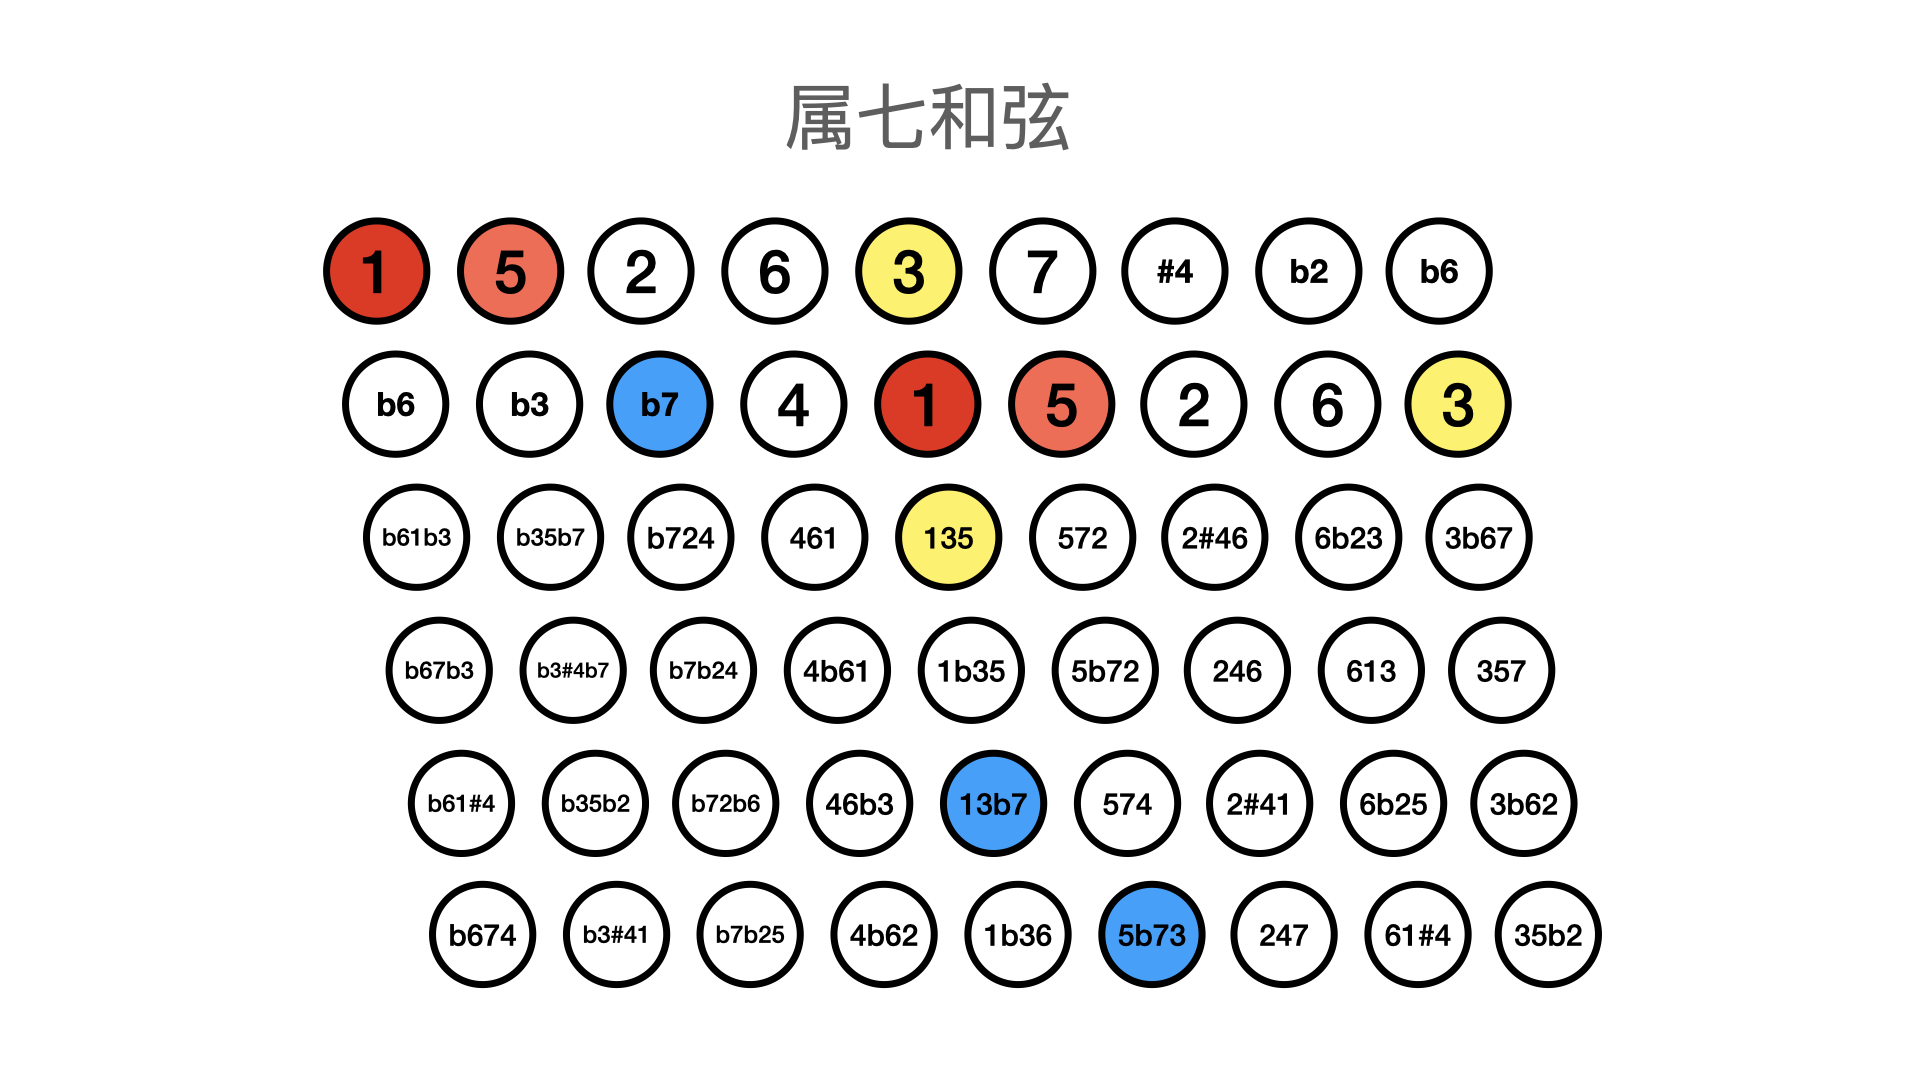 属七和弦
1 5 2 6 3 7 #4 b2 b6
b6 b3 b7 4 1 5 2 6 3
b61b3 b35b7 b724 461 135 572 2#46 6b23 3b67
b67b3 b3#4b7 b7b24 4b61 1b35 5b72 246 613 357
b61#4 b35b2 b72b6 46b3 13b7 574 2#41 6b25 3b62
b674 b3#41 b7b25 4b62 1b36 5b73 247 61#4 35b2